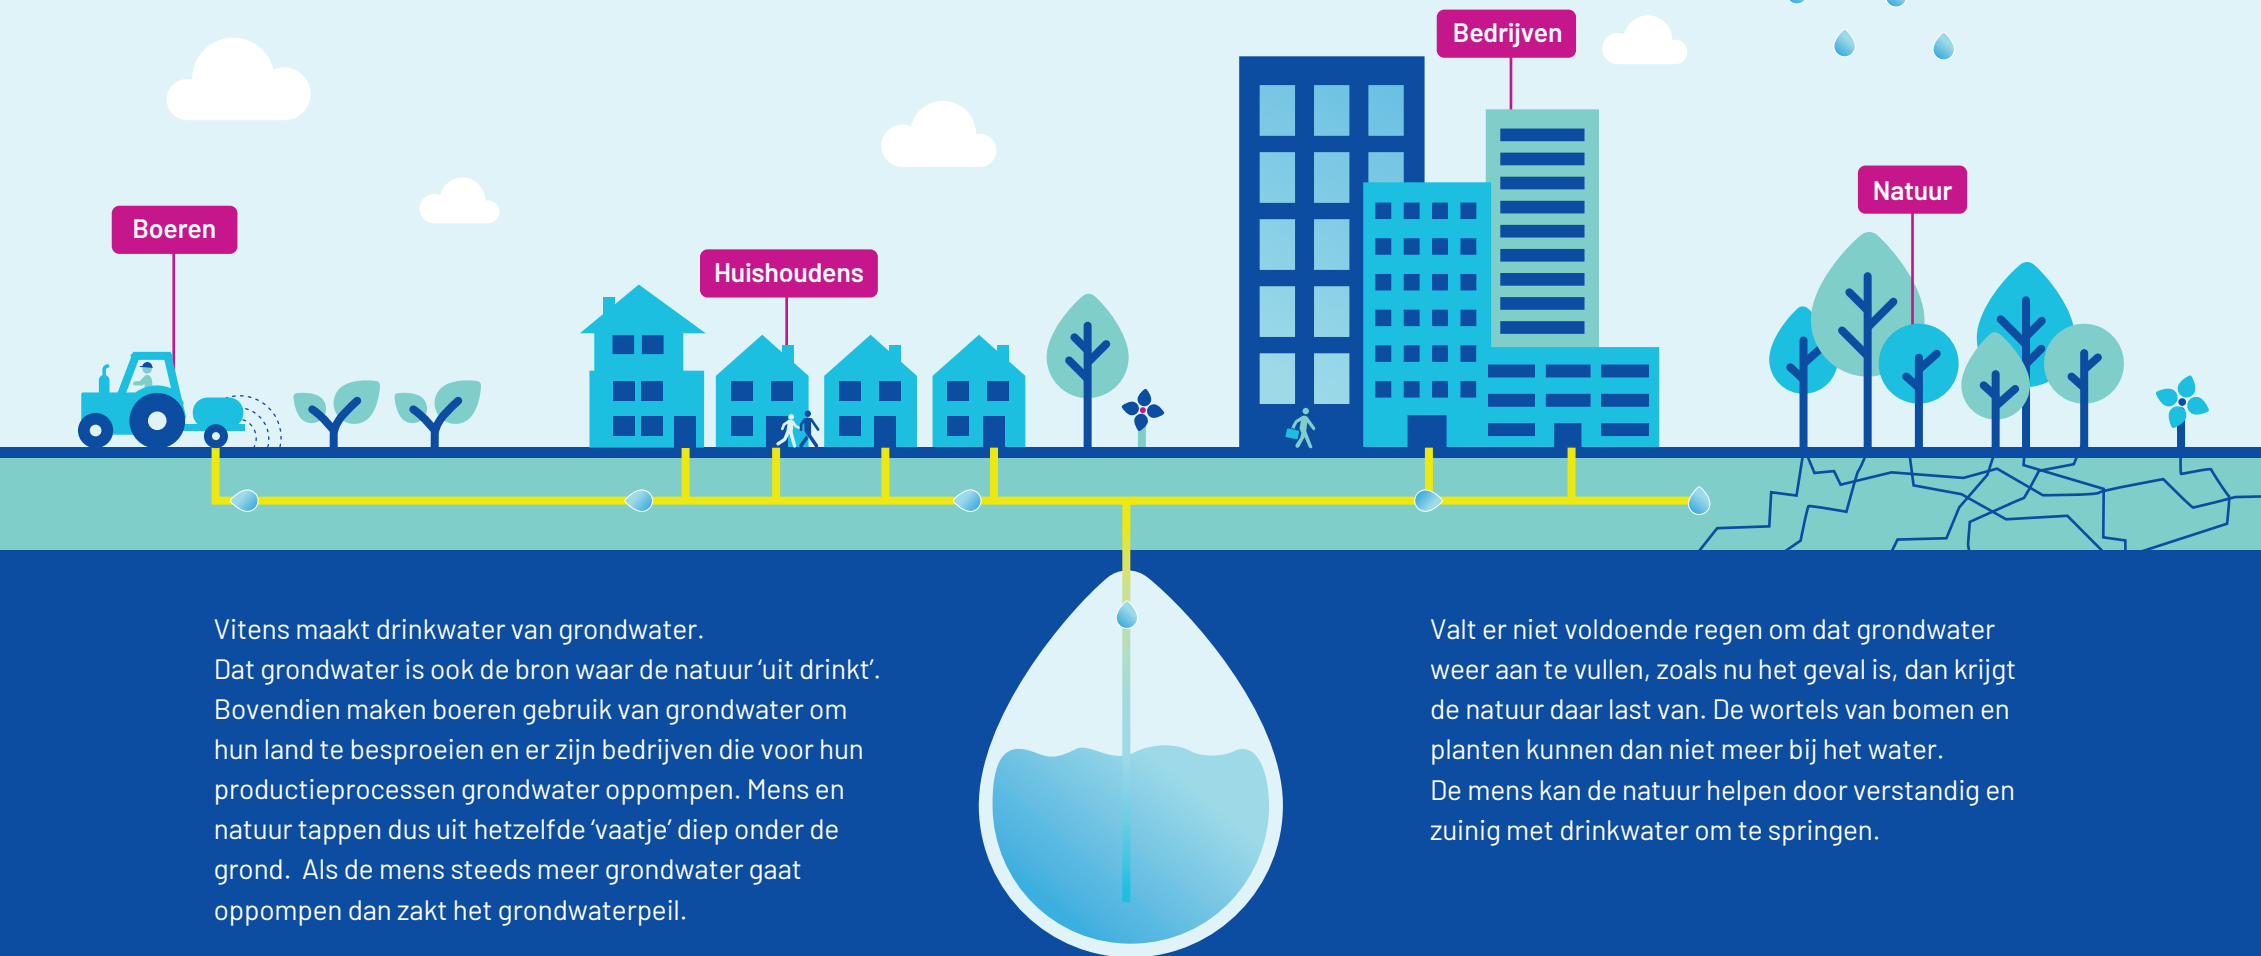 Bedrijven
Natuur
Boeren
Huishoudens
Vitens maakt drinkwater van grondwater.
Dat grondwater is ook de bron waar de natuur ‘uit drinkt’.
Bovendien maken boeren gebruik van grondwater om
hun land te besproeien en er zijn bedrijven die voor hun
productieprocessen grondwater oppompen. Mens en
natuur tappen dus uit hetzelfde ‘vaatje’ diep onder de
grond. Als de mens steeds meer grondwater gaat
oppompen dan zakt het grondwaterpeil.
Valt er niet voldoende regen om dat grondwater
weer aan te vullen, zoals nu het geval is, dan krijgt
de natuur daar last van. De wortels van bomen en
planten kunnen dan niet meer bij het water.
De mens kan de natuur helpen door verstandig en
zuinig met drinkwater om te springen.